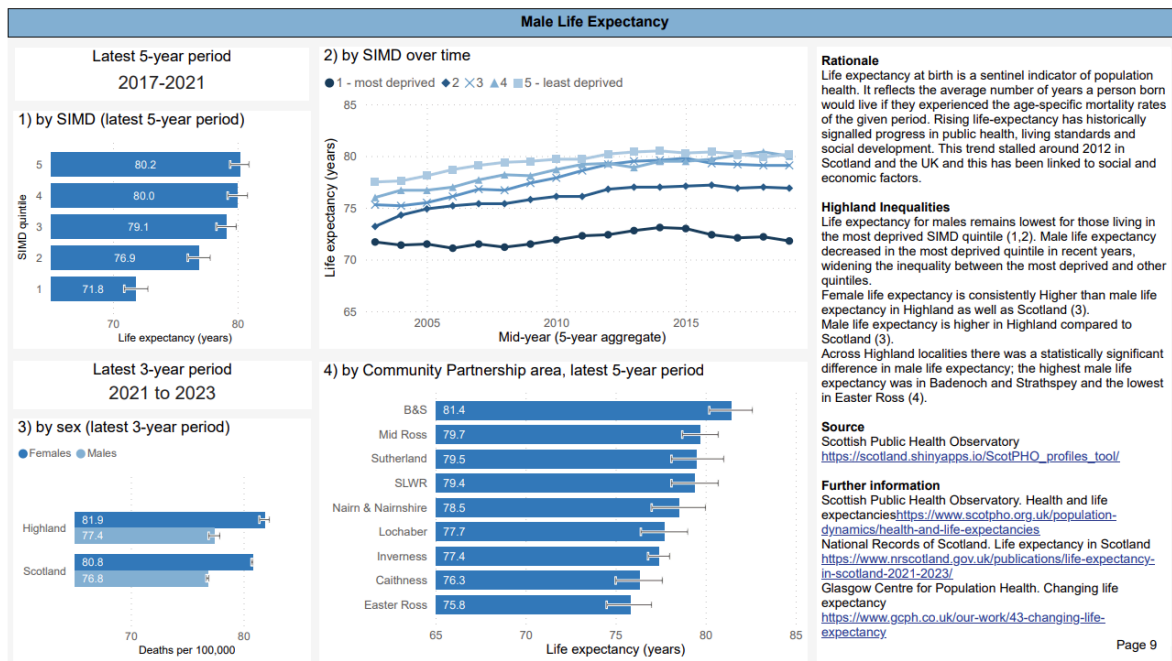 Male Life Expectancy
Latest 5-year period
2017-2021
1) by SIMD (latest 5-year period)
SIMD quintile
5
80.2
4
80.0
3
79.1
2
76.9
1
71.8
70
80
Life expectancy (years)
2) by SIMD over time
1 - most deprived 2 3 4 5 - least deprived
Life expectancy (years)
85
80
75
70
65
2005
2010
2015
Mid-year (5-year aggregate)
Latest 3-year period
2021 to 2023
3) by sex (latest 3-year period)
Females Males
Highland
81.9
77.4
Scotland
80.8
76.8
70
80
Deaths per 100,000
4) by Community Partnership area, latest 5-year period
B&S
81.4
Mid Ross
79.7
Sutherland
79.5
SLWR
79.4
Nairn & Nairnshire
78.5
Lochaber
77.7
Inverness
77.4
Caithness
76.3
Easter Ross
75.8
65
70
75
80
85
Life expectancy (years)
Rationale
Life expectancy at birth is a sentinel indicator of population
health. It reflects the average number of years a person born
would live if they experienced the age-specific mortality rates
of the given period. Rising life-expectancy has historically
signalled progress in public health, living standards and
social development. This trend stalled around 2012 in
Scotland and the UK and this has been linked to social and
economic factors.
Highland Inequalities
Life expectancy for males remains lowest for those living in
the most deprived SIMD quintile (1,2). Male life expectancy
decreased in the most deprived quintile in recent years,
widening the inequality between the most deprived and other
quintiles.
Female life expectancy is consistently Higher than male life
expectancy in Highland as well as Scotland (3).
Male life expectancy is higher in Highland compared to
Scotland (3).
Across Highland localities there was a statistically significant
difference in male life expectancy; the highest male life
expectancy was in Badenoch and Strathspey and the lowest
in Easter Ross (4).
Source
Scottish Public Health Observatory
https://scotland.shinyapps.io/ScotPHO_profiles_tool/
Further information
Scottish Public Health Observatory. Health and life
expectancieshttps://www.scotpho.org.uk/population-
dynamics/health-and-life-expectancies
National Records of Scotland. Life expectancy in Scotland
https://www.nrscotland.gov.uk/publications/life-expectancy-
in-scotland-2021-2023/
Glasgow Centre for Population Health. Changing life
expectancy
https://www.gcph.co.uk/our-work/43-changing-life-
expectancy
Page 9